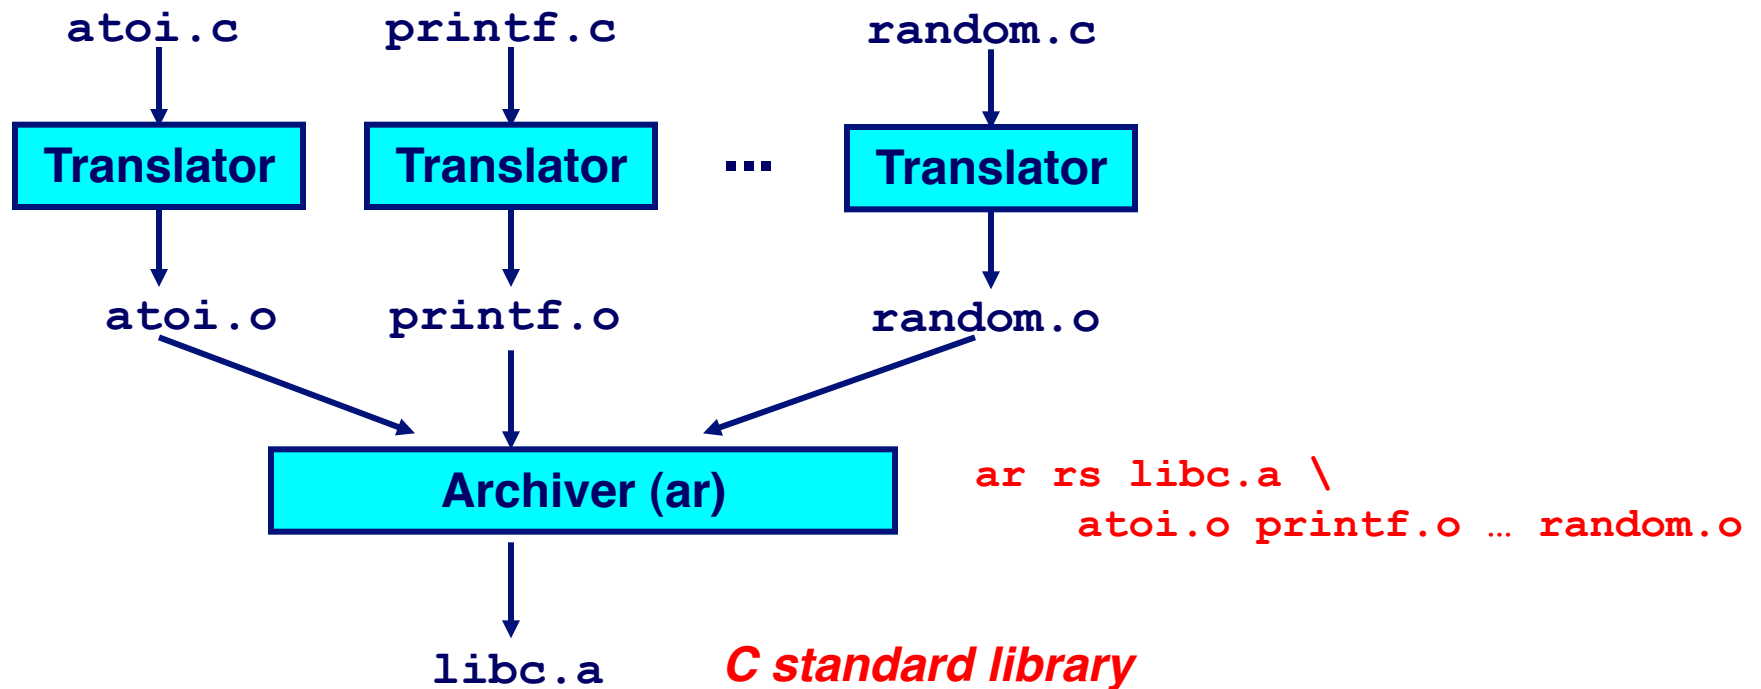 atoi.c printf.c random.c
Translator Translator ... Translator
atoi.o printf.o random.o
Archiver (ar)
ar rs libc.a \
atoi.o printf.o … random.o
libc.a C standard library